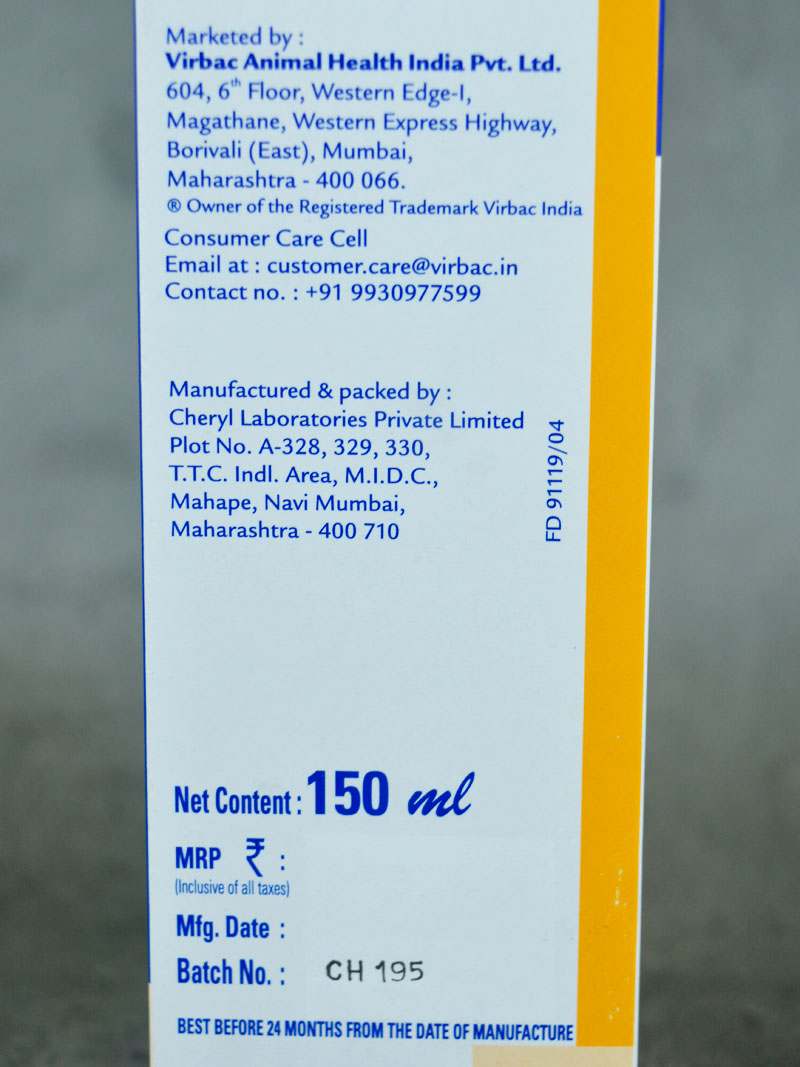 Marketed by :
Virbac Animal Health India Pvt. Ltd.
604, 6th Floor, Western Edge-I,
Magathane, Western Express Highway,
Borivali (East), Mumbai,
Maharashtra - 400 066.
® Owner of the Registered Trademark Virbac India
Consumer Care Cell
Email at : customer.care@virbac.in
Contact no. : +91 9930977599
Manufactured & packed by :
Cheryl Laboratories Private Limited
Plot No. A-328, 329, 330,
T.T.C. Indl. Area, M.I.D.C.,
Mahape, Navi Mumbai,
Maharashtra - 400 710
FD 91119/04
Net Content : 150 ml
MRP ₹ :
(Inclusive of all taxes)
Mfg. Date :
Batch No. : CH 195
BEST BEFORE 24 MONTHS FROM THE DATE OF MANUFACTURE